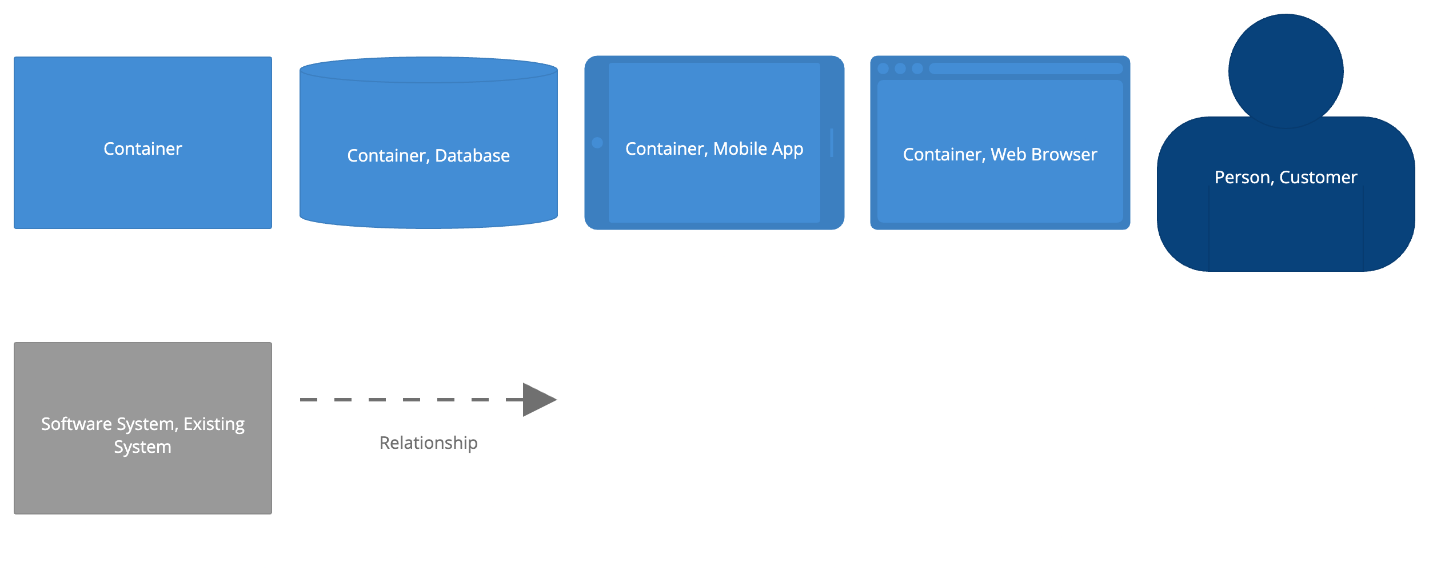 Container
Container, Database
Container, Mobile App
Container, Web Browser
Person, Customer
Software System, Existing
System
Relationship